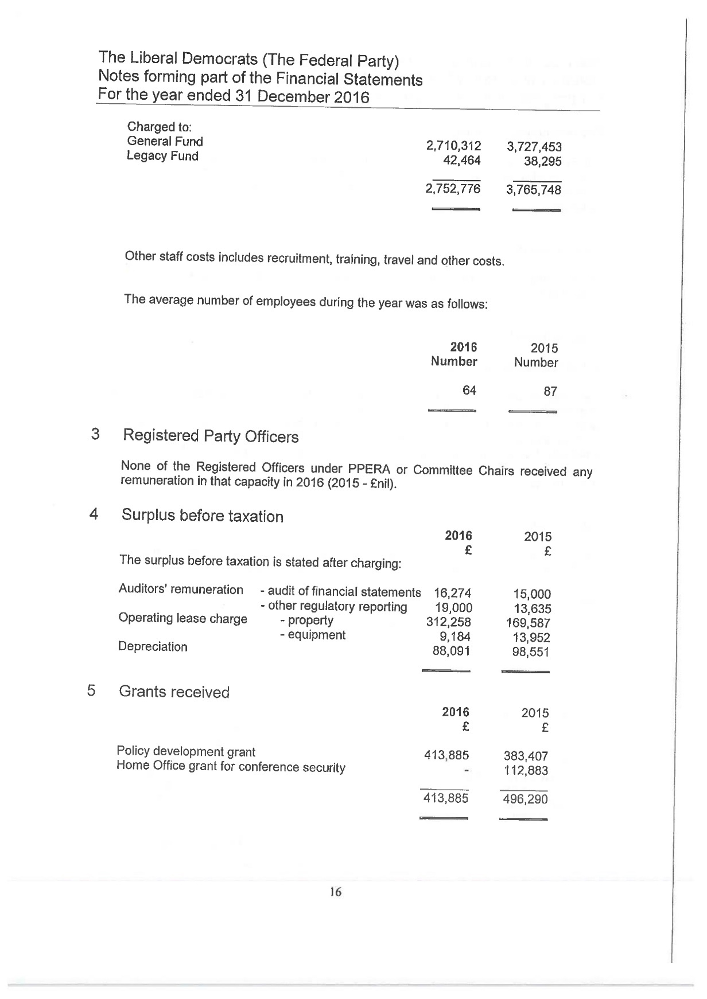 The Liberal Democrats (The Federal Party)
Notes forming part of the Financial Statements
For the year ended 31 December 2016
Charged to:
General Fund 2,710,312 3,727,453
Legacy Fund 42,464 38,295
2,752,776 3,765,748
Other staff costs includes recruitment, training, travel and other costs.
The average number of employees during the year was as follows:
2016 2015
Number Number
64 87
3 Registered Party Officers
None of the Registered Officers under PPERA or Committee Chairs received any
remuneration in that capacity in 2016 (2015 - £nil).
4 Surplus before taxation
2016 2015
£ £
The surplus before taxation is stated after charging:
Auditors' remuneration - audit of financial statements 16,274 15,000
- other regulatory reporting 19,000 13,635
Operating lease charge - property 312,258 169,587
- equipment 9,184 13,952
Depreciation 88,091 98,551
5 Grants received
2016 2015
£ £
Policy development grant 413,885 383,407
Home Office grant for conference security - 112,883
413,885 496,290
16